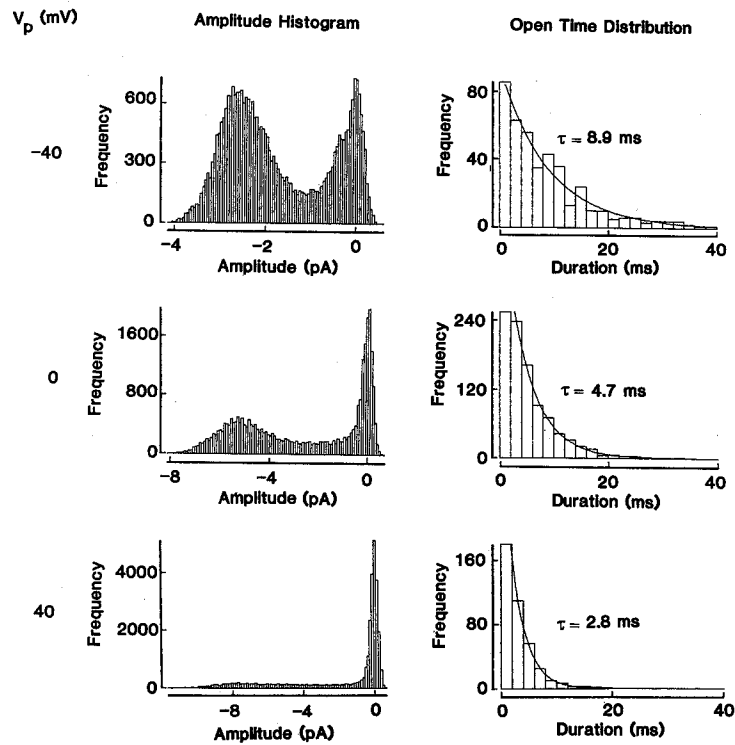 Vp (mV)
Amplitude Histogram
Open Time Distribution
−40
Frequency
600
300
0
−4
−2
0
Amplitude (pA)
Frequency
80
40
0
τ = 8.9 ms
0
20
40
Duration (ms)
0
Frequency
1600
800
0
−8
−4
0
Amplitude (pA)
Frequency
240
120
0
τ = 4.7 ms
0
20
40
Duration (ms)
40
Frequency
4000
2000
0
−8
−4
0
Amplitude (pA)
Frequency
160
80
0
τ = 2.8 ms
0
20
40
Duration (ms)